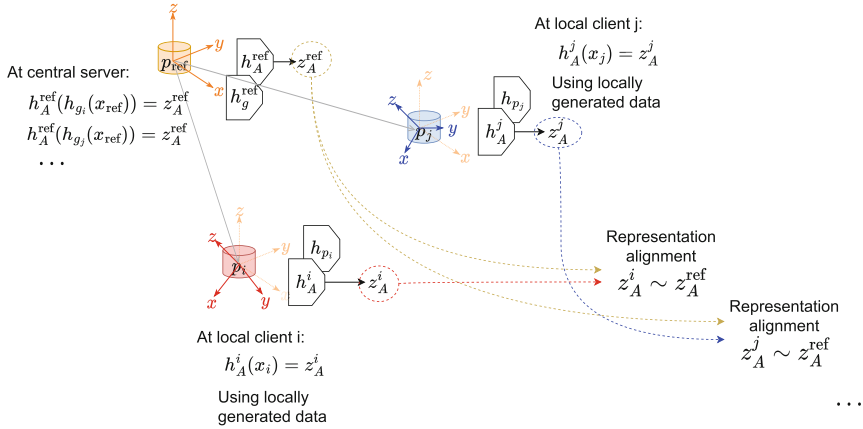 z
y
x
p_ref
h_A^ref
z_A^ref
h_g^ref
At central server:
h_A^ref(h_{g_i}(x_ref)) = z_A^ref
h_A^ref(h_{g_j}(x_ref)) = z_A^ref
...
At local client j:
h_A^j(x_j) = z_A^j
Using locally
generated data
z
y
x
z
y
x
p_j
h_{p_j}
h_A^j
z_A^j
z
y
x
z
y
x
p_i
h_{p_i}
h_A^i
z_A^i
Representation
alignment
z_A^i ∼ z_A^ref
Representation
alignment
z_A^j ∼ z_A^ref
...
At local client i:
h_A^i(x_i) = z_A^i
Using locally
generated data